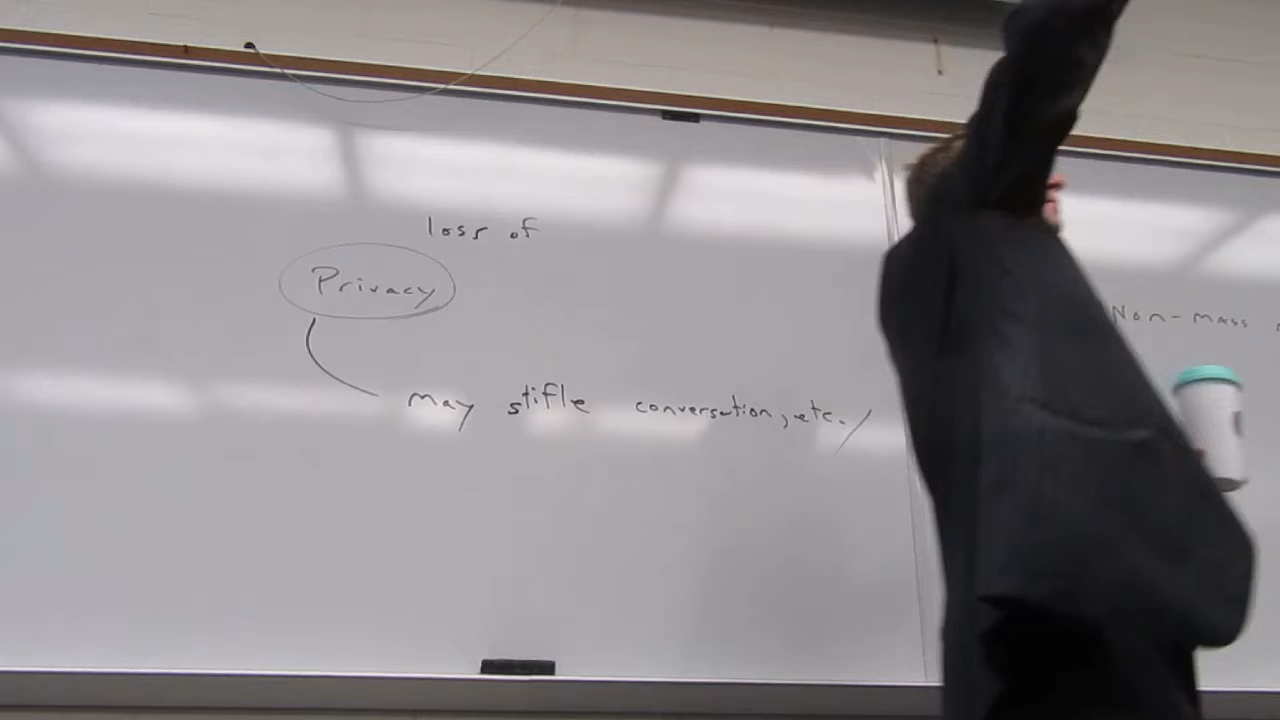 loss of
Privacy
may stifle conversation, etc./
Non-mass